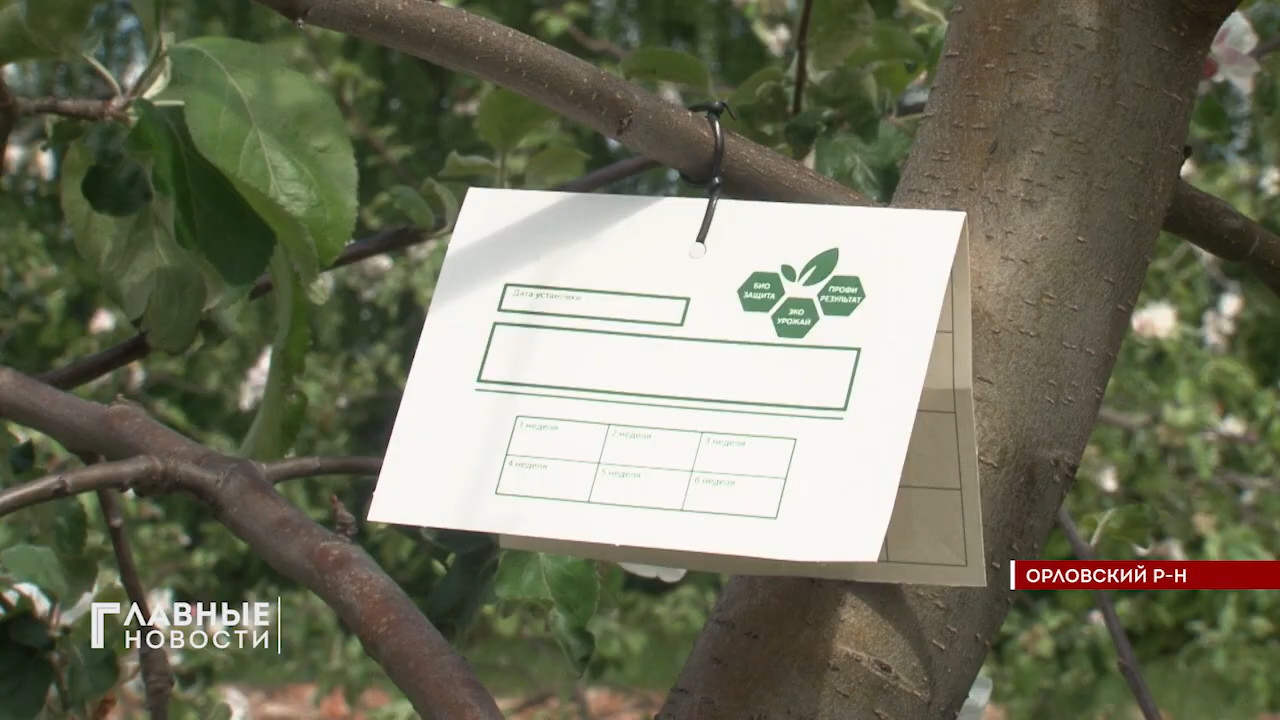 Дата установки
БИО
ЗАЩИТА
ПРОФИ
РЕЗУЛЬТАТ
ЭКО
УРОЖАЙ
1 неделя
2 неделя
3 неделя
4 неделя
5 неделя
6 неделя
ОРЛОВСКИЙ Р-Н
ГЛАВНЫЕ
НОВОСТИ